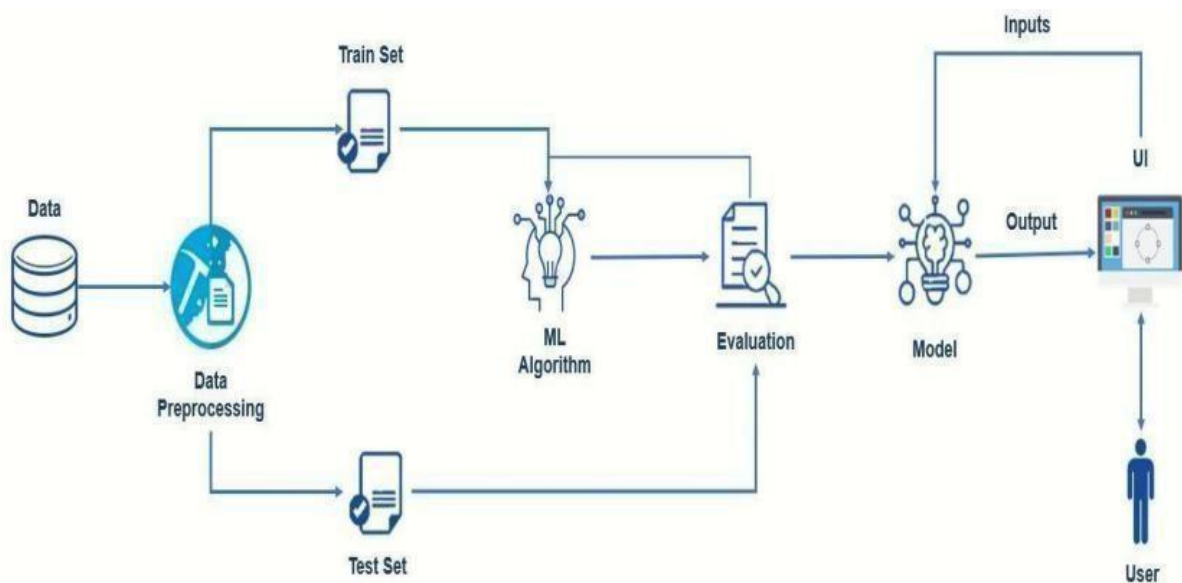 Inputs
Train Set
UI
Data
Output
ML
Algorithm
Evaluation
Model
Data
Preprocessing
Test Set
User